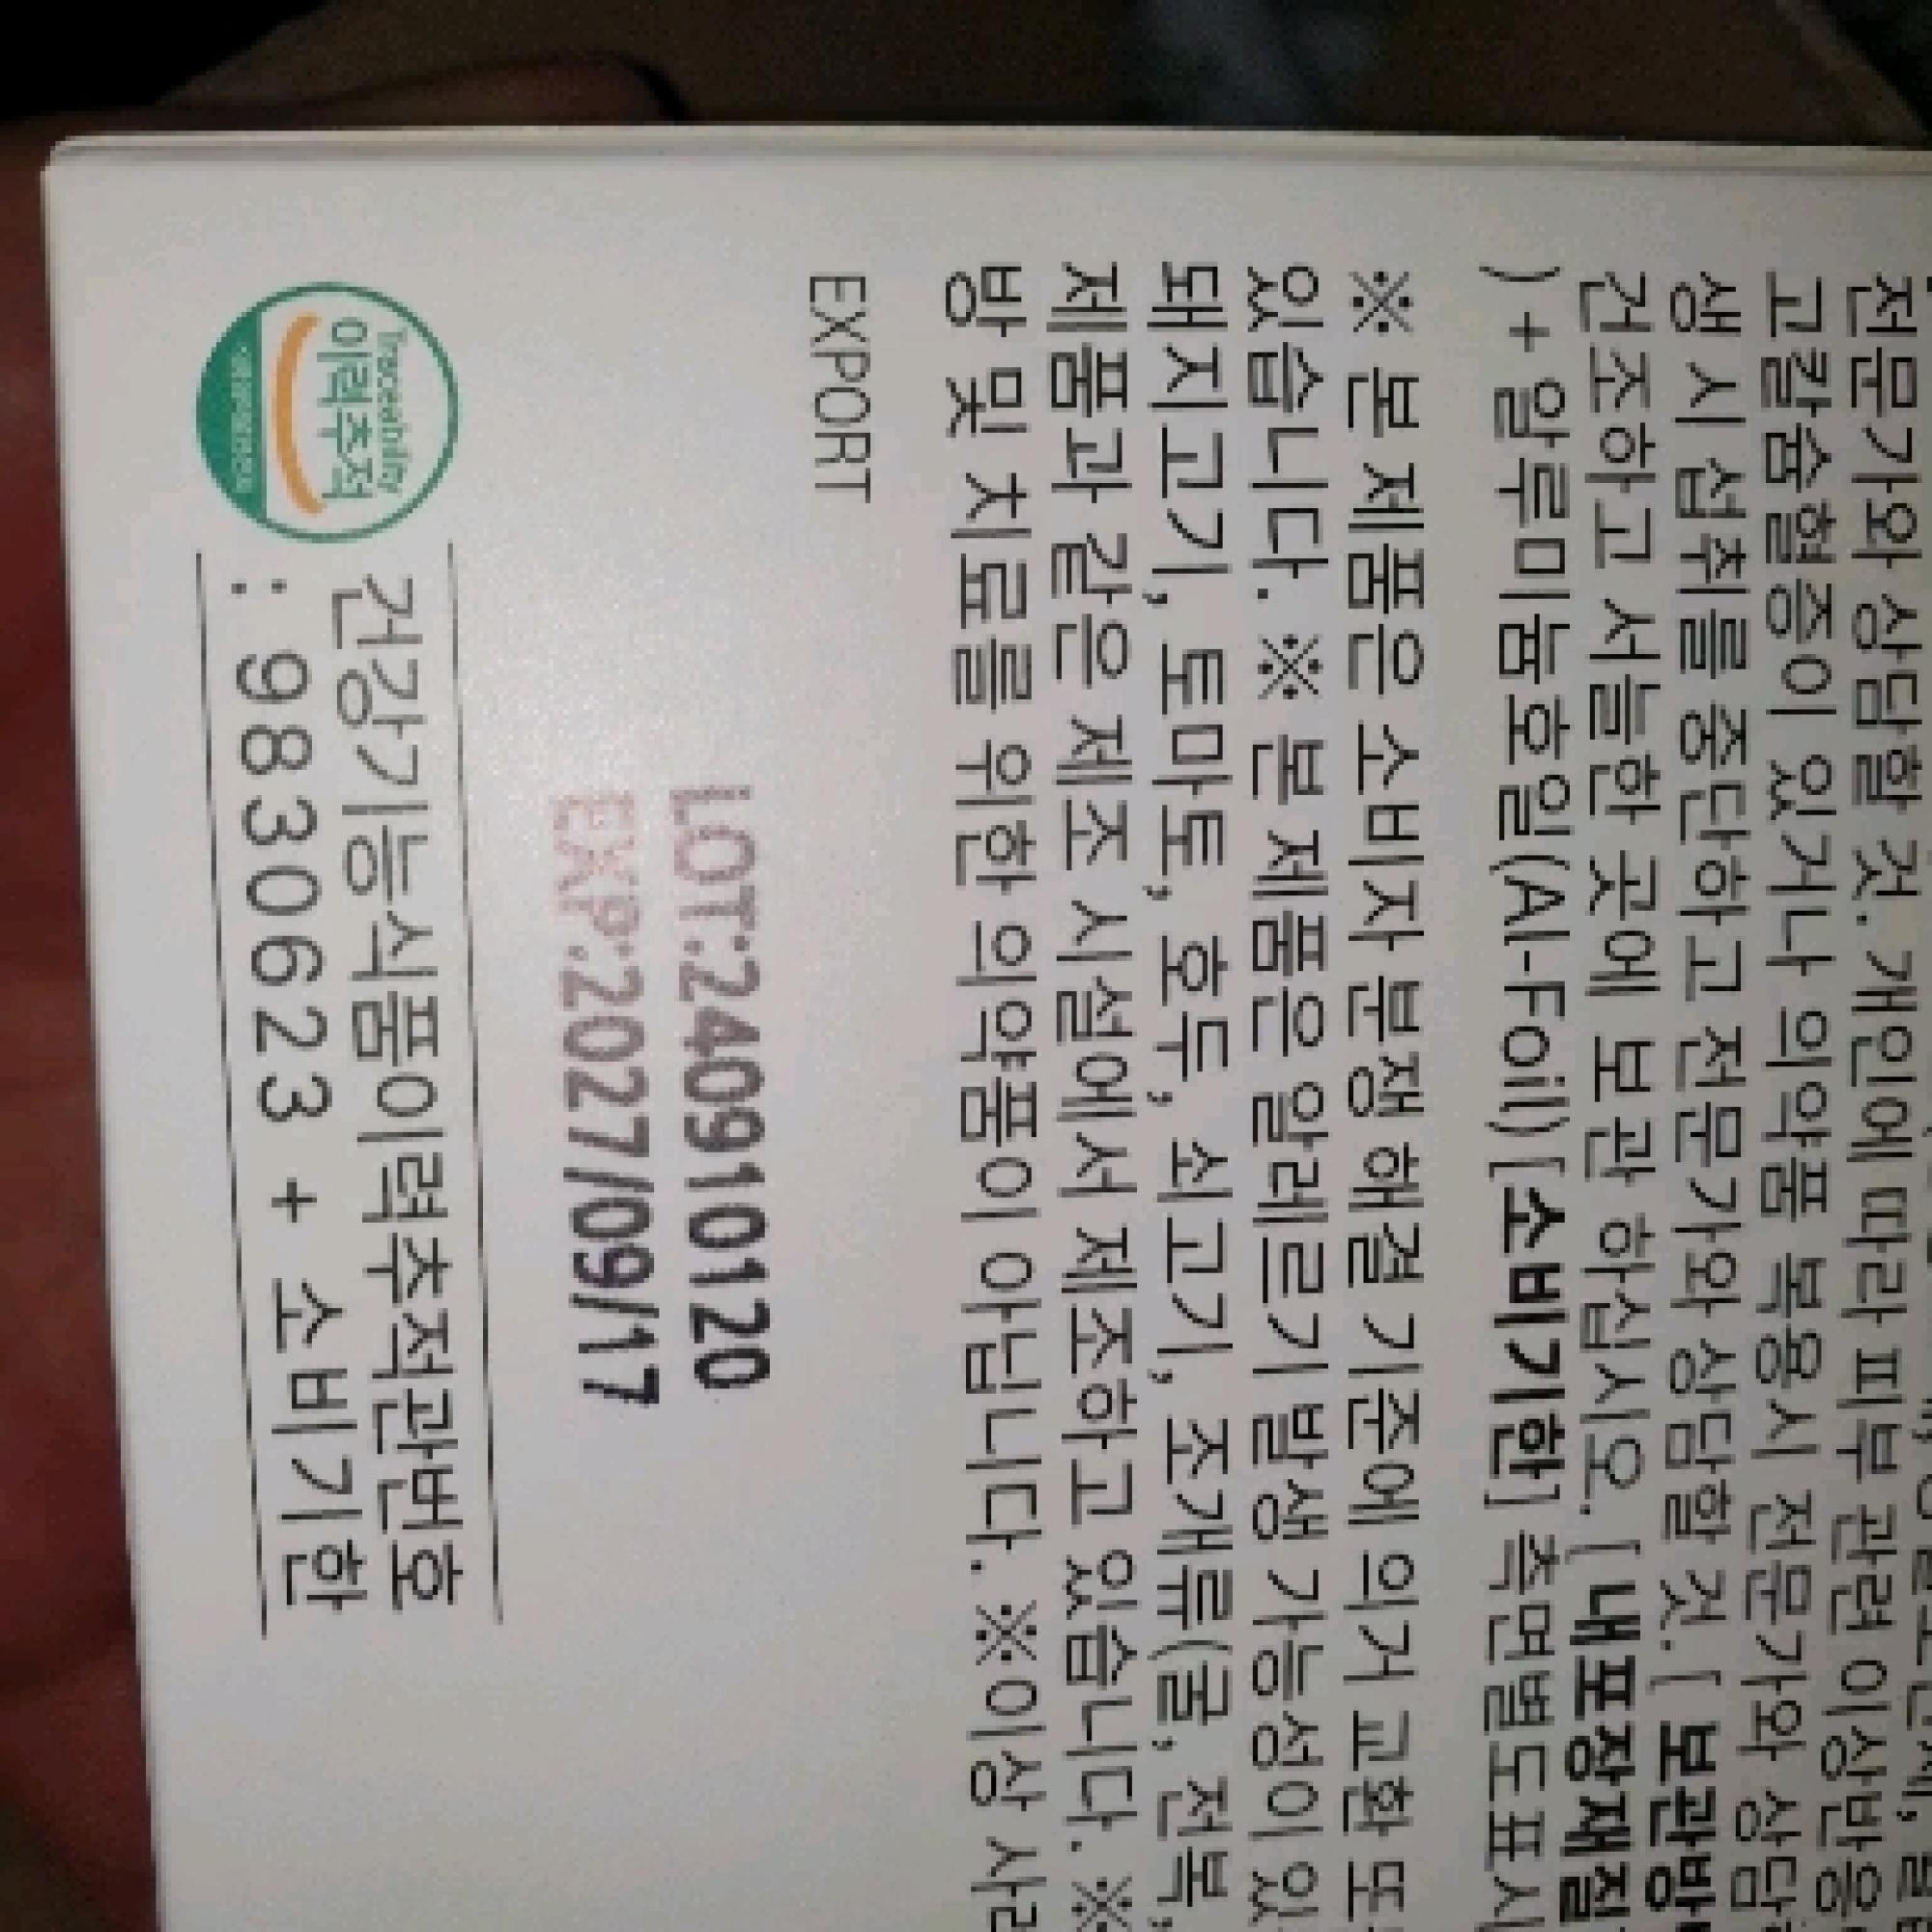 전문가와 상담할 것. 개인에 따라 피부 관련 이상반응
고칼슘혈증이 있거나 의약품 복용시 전문가와 상담
생 시 섭취를 중단하고 전문가와 상담할 것. [보관방
건조하고 서늘한 곳에 보관 하십시오. [내포장재질
) + 알루미늄호일(Al-Foil) [소비기한] 측면별도표시
※ 본 제품은 소비자 분쟁 해결 기준에 의거 교환 또
있습니다. ※ 본 제품은 알레르기 발생 가능성이 있
돼지고기, 토마토, 호두, 쇠고기, 조개류(굴, 전복,
제품과 같은 제조 시설에서 제조하고 있습니다. ※
방 및 치료를 위한 의약품이 아닙니다. ※이상 사례
EXPORT
LOT:240910120
EXP:2027/09/17
Traceability
이력추적
건강기능식품이력추적관번호
: 9830623 + 소비기한